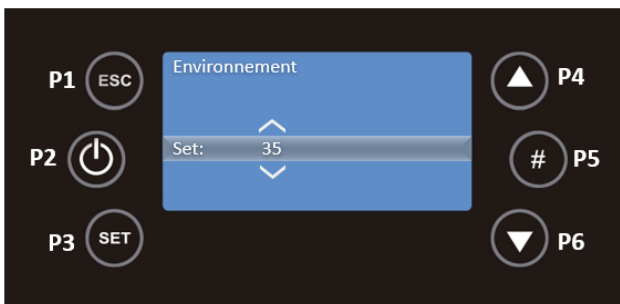 P1 ESC
Environnement
P4
P2
Set: 35
# P5
P3 SET
P6